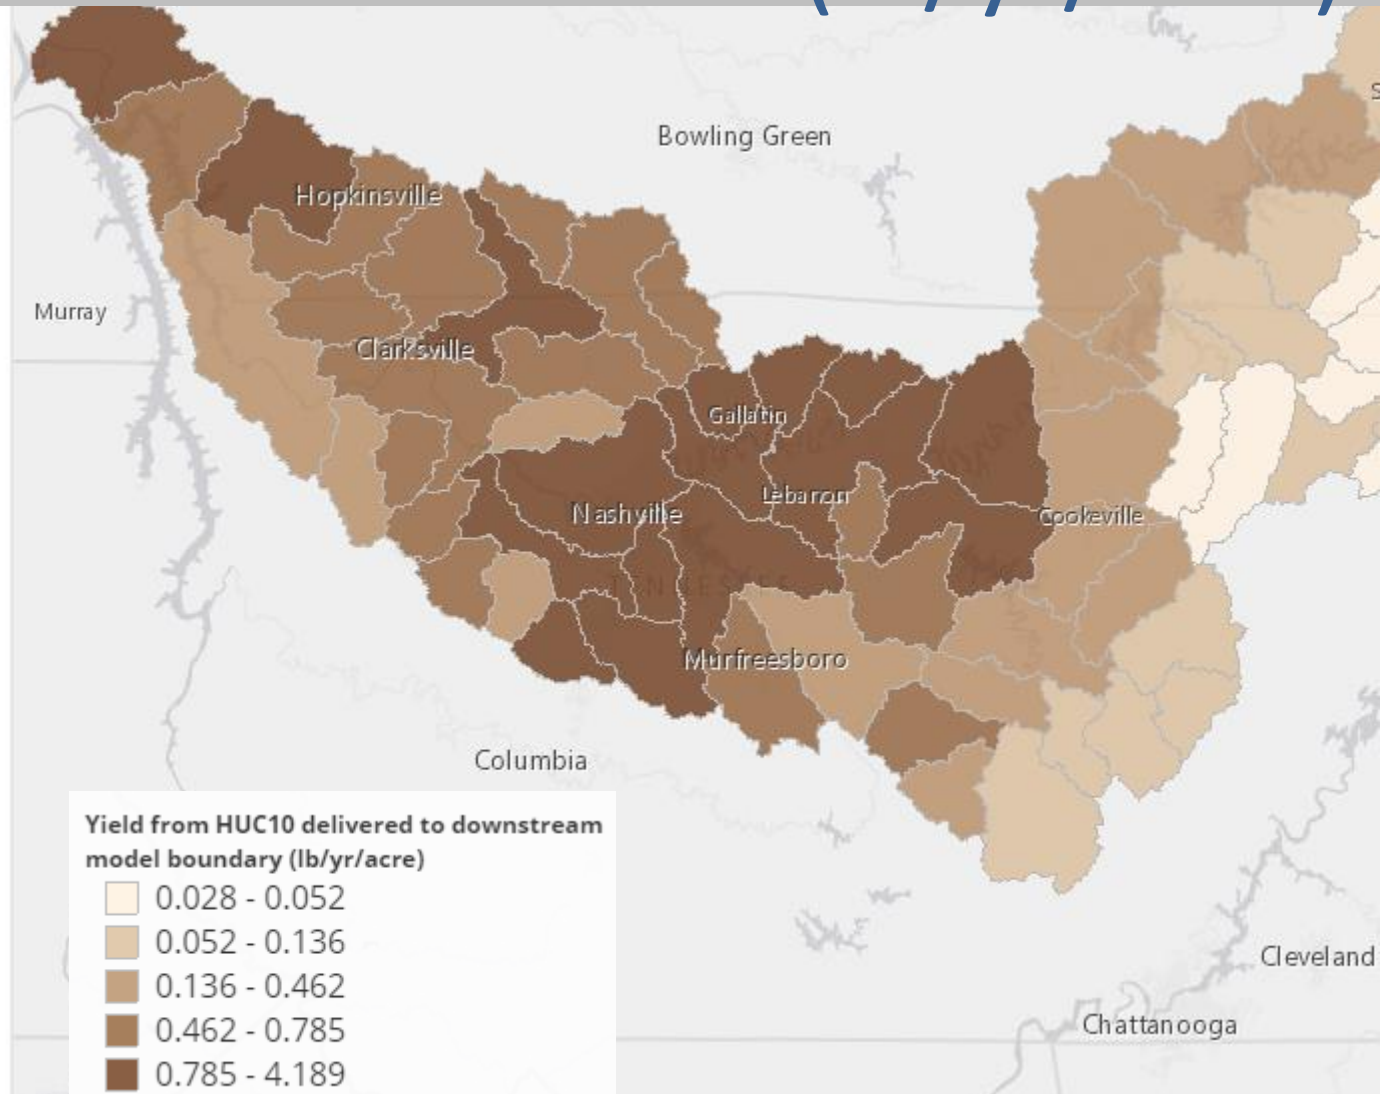 Bowling Green
Hopkinsville
Murray
Clarksville
Gallatin
Lebanon
Nashville
Cookeville
TENNESSEE
Murfreesboro
Columbia
Yield from HUC10 delivered to downstream
model boundary (lb/yr/acre)
0.028 - 0.052
0.052 - 0.136
0.136 - 0.462
0.462 - 0.785
0.785 - 4.189
Cleveland
Chattanooga